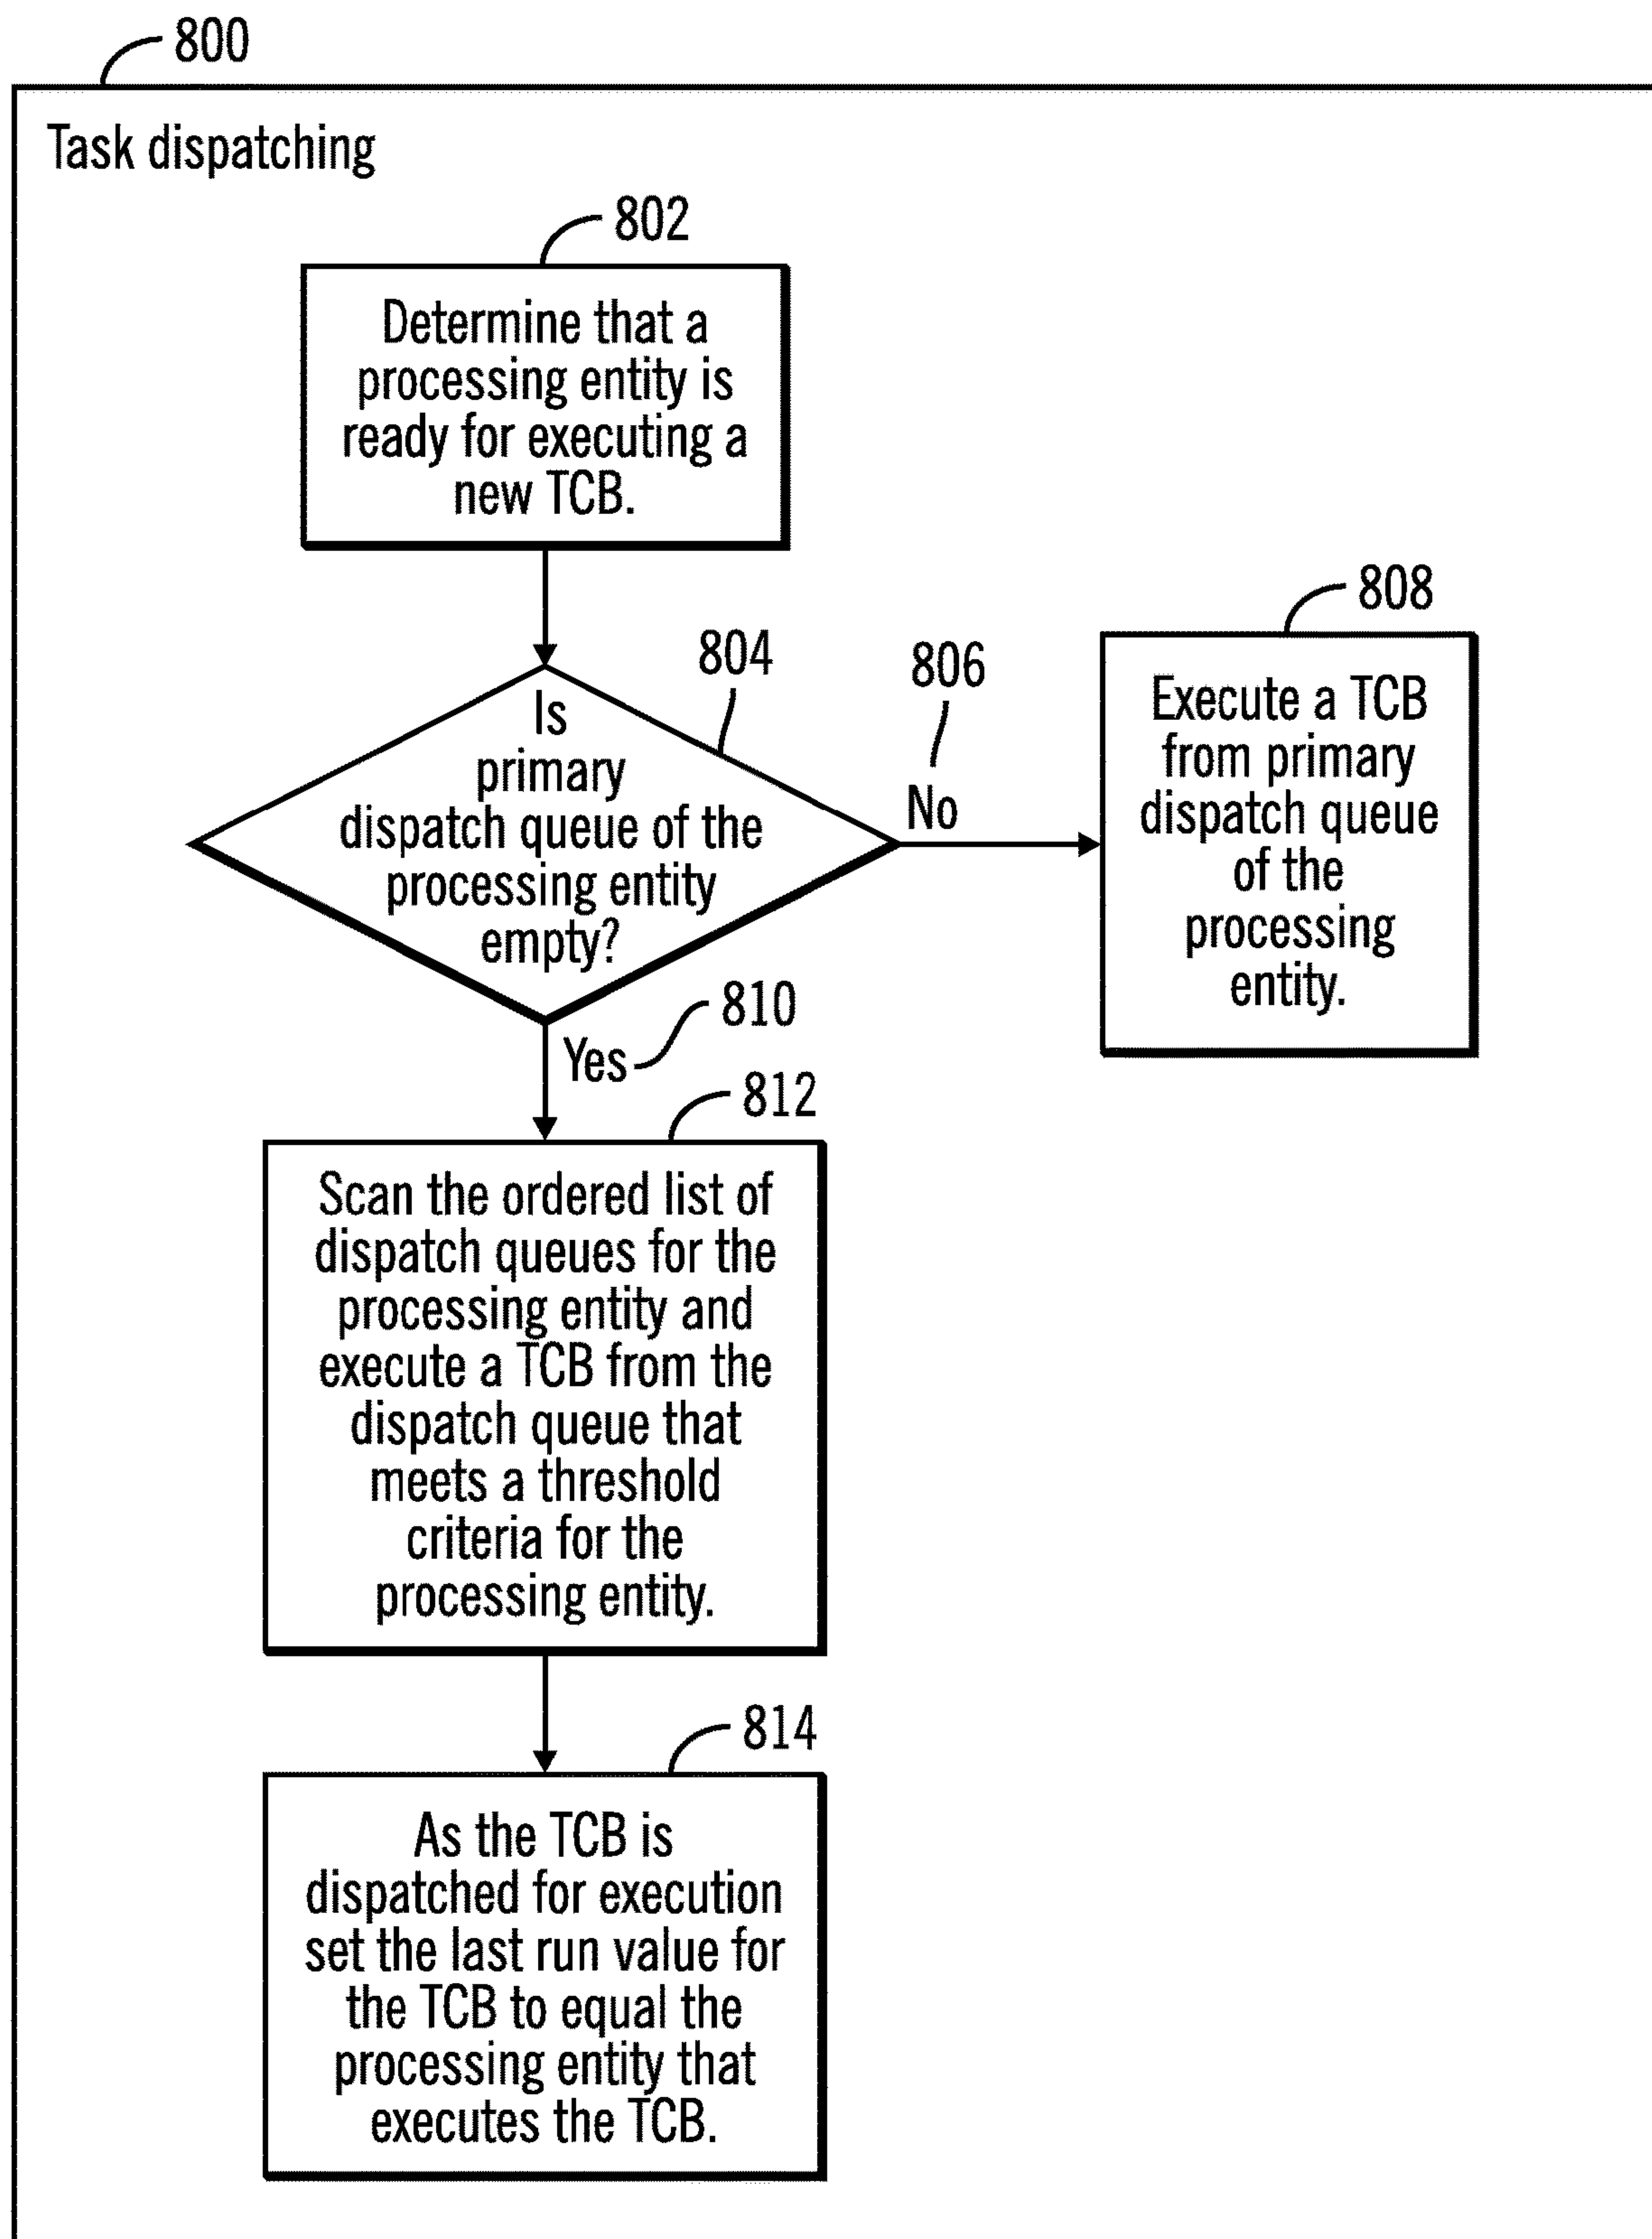 800
Task dispatching
802
Determine that a
processing entity is
ready for executing a
new TCB.
804
Is
primary
dispatch queue of the
processing entity
empty?
806
No
808
Execute a TCB
from primary
dispatch queue
of the
processing
entity.
810
Yes
812
Scan the ordered list of
dispatch queues for the
processing entity and
execute a TCB from the
dispatch queue that
meets a threshold
criteria for the
processing entity.
814
As the TCB is
dispatched for execution
set the last run value for
the TCB to equal the
processing entity that
executes the TCB.